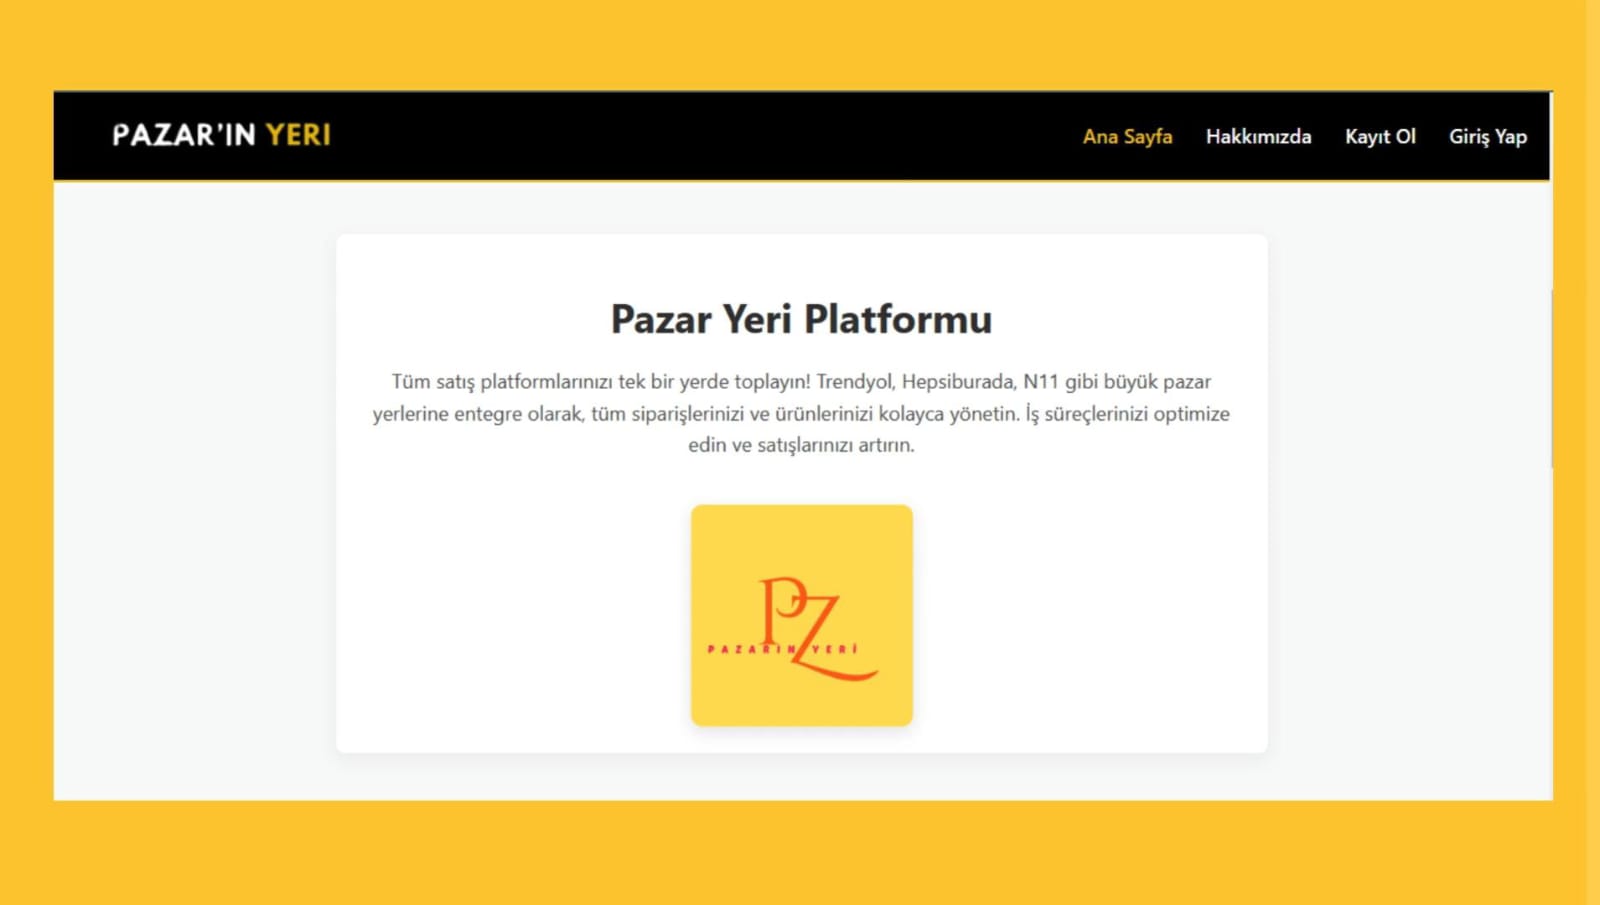 PAZAR'IN YERI
Ana Sayfa
Hakkımızda
Kayıt Ol
Giriş Yap
Pazar Yeri Platformu
Tüm satış platformlarınızı tek bir yerde toplayın! Trendyol, Hepsiburada, N11 gibi büyük pazar
yerlerine entegre olarak, tüm siparişlerinizi ve ürünlerinizi kolayca yönetin. İş süreçlerinizi optimize
edin ve satışlarınızı artırın.
PZ
PAZARIN YERİ